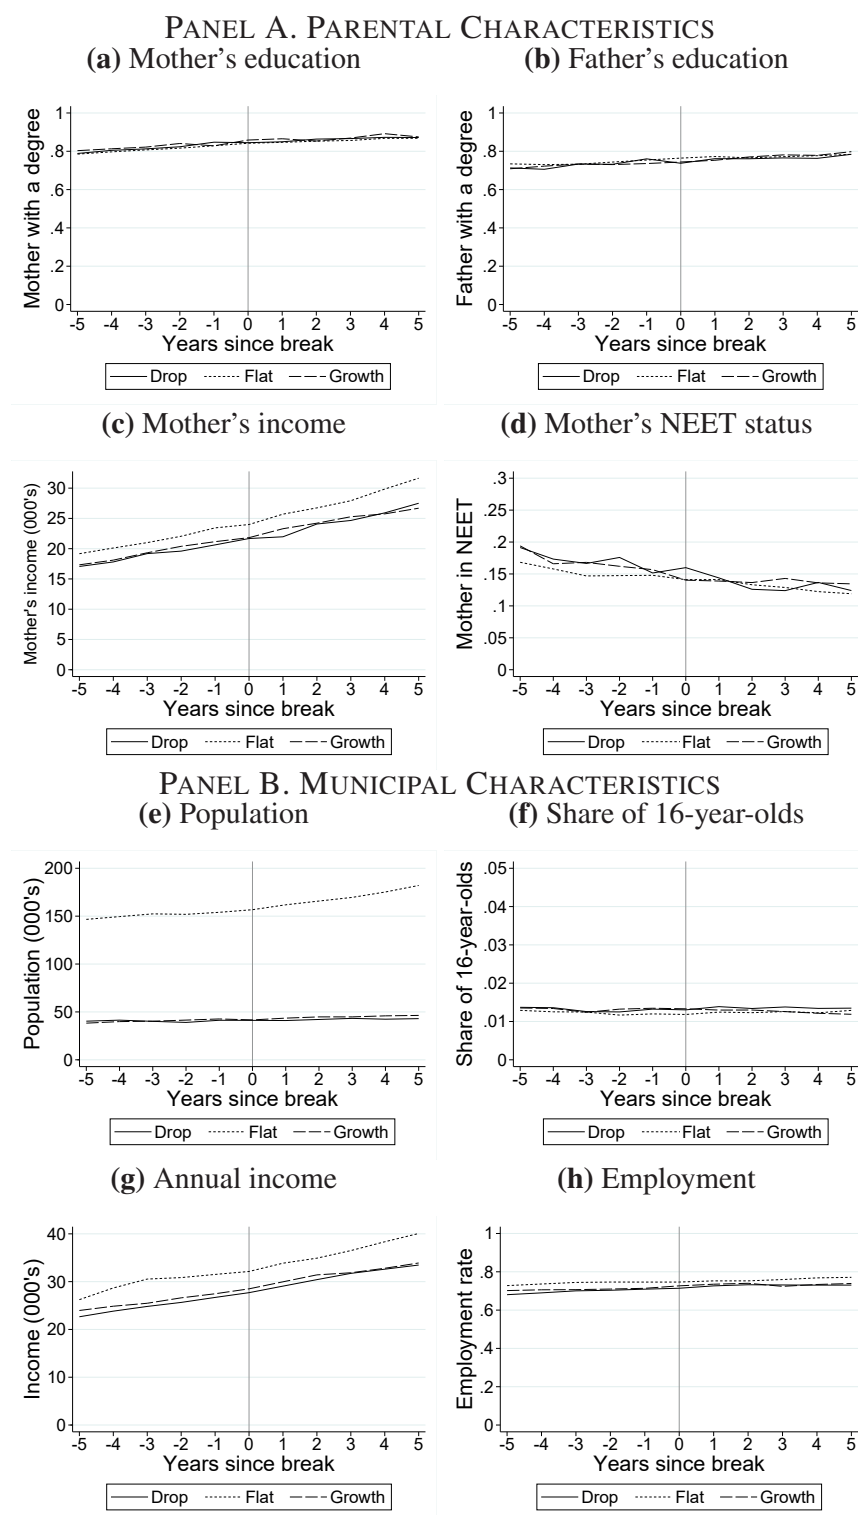 PANEL A. PARENTAL CHARACTERISTICS
(a) Mother's education (b) Father's education
Mother with a degree
1
.8
.6
.4
.2
0
-5 -4 -3 -2 -1 0 1 2 3 4 5
Years since break
Drop Flat Growth
Father with a degree
1
.8
.6
.4
.2
0
-5 -4 -3 -2 -1 0 1 2 3 4 5
Years since break
Drop Flat Growth
(c) Mother's income (d) Mother's NEET status
Mother's income (000's)
30
25
20
15
10
5
0
-5 -4 -3 -2 -1 0 1 2 3 4 5
Years since break
Drop Flat Growth
Mother in NEET
.3
.25
.2
.15
.1
.05
0
-5 -4 -3 -2 -1 0 1 2 3 4 5
Years since break
Drop Flat Growth
PANEL B. MUNICIPAL CHARACTERISTICS
(e) Population (f) Share of 16-year-olds
Population (000's)
200
150
100
50
0
-5 -4 -3 -2 -1 0 1 2 3 4 5
Years since break
Drop Flat Growth
Share of 16-year-olds
.05
.04
.03
.02
.01
0
-5 -4 -3 -2 -1 0 1 2 3 4 5
Years since break
Drop Flat Growth
(g) Annual income (h) Employment
Income (000's)
40
30
20
10
0
-5 -4 -3 -2 -1 0 1 2 3 4 5
Years since break
Drop Flat Growth
Employment rate
1
.8
.6
.4
.2
0
-5 -4 -3 -2 -1 0 1 2 3 4 5
Years since break
Drop Flat Growth